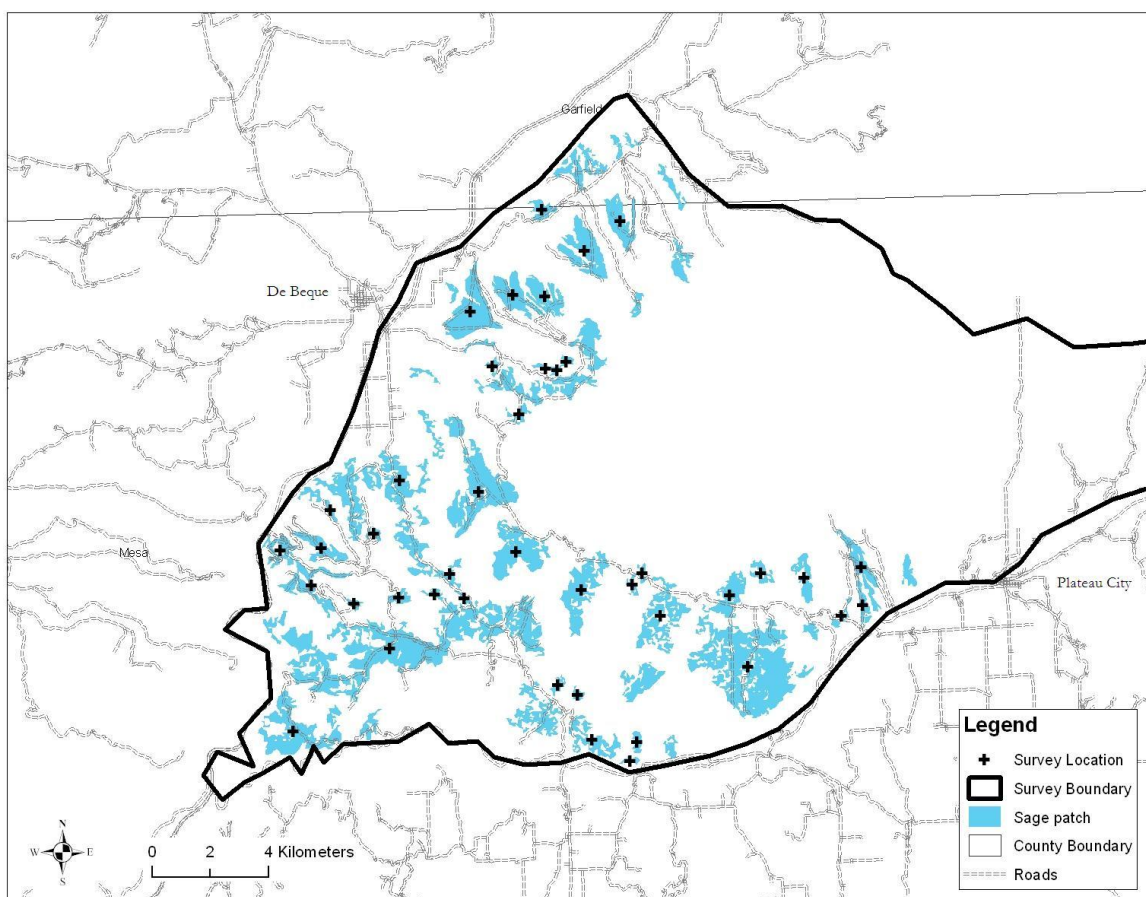 Garfield
De Beque
Mesa
Plateau City
Legend
Survey Location
Survey Boundary
Sage patch
County Boundary
Roads
N
W E
S
0 2 4 Kilometers